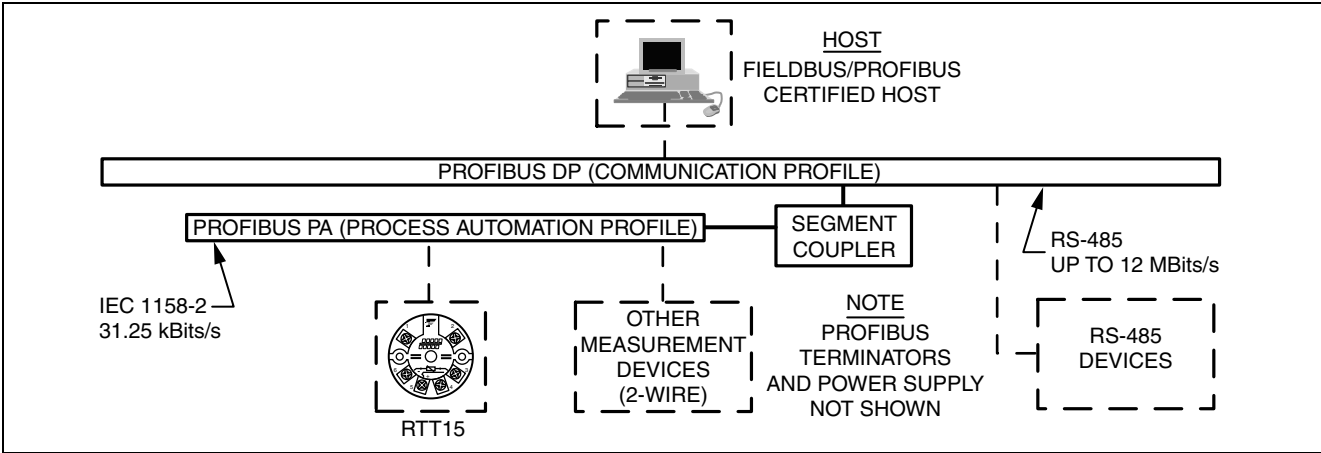 HOST
FIELDBUS/PROFIBUS
CERTIFIED HOST
PROFIBUS DP (COMMUNICATION PROFILE)
PROFIBUS PA (PROCESS AUTOMATION PROFILE)
SEGMENT
COUPLER
RS-485
UP TO 12 MBits/s
IEC 1158-2
31.25 kBits/s
RTT15
OTHER
MEASUREMENT
DEVICES
(2-WIRE)
NOTE
PROFIBUS
TERMINATORS
AND POWER SUPPLY
NOT SHOWN
RS-485
DEVICES